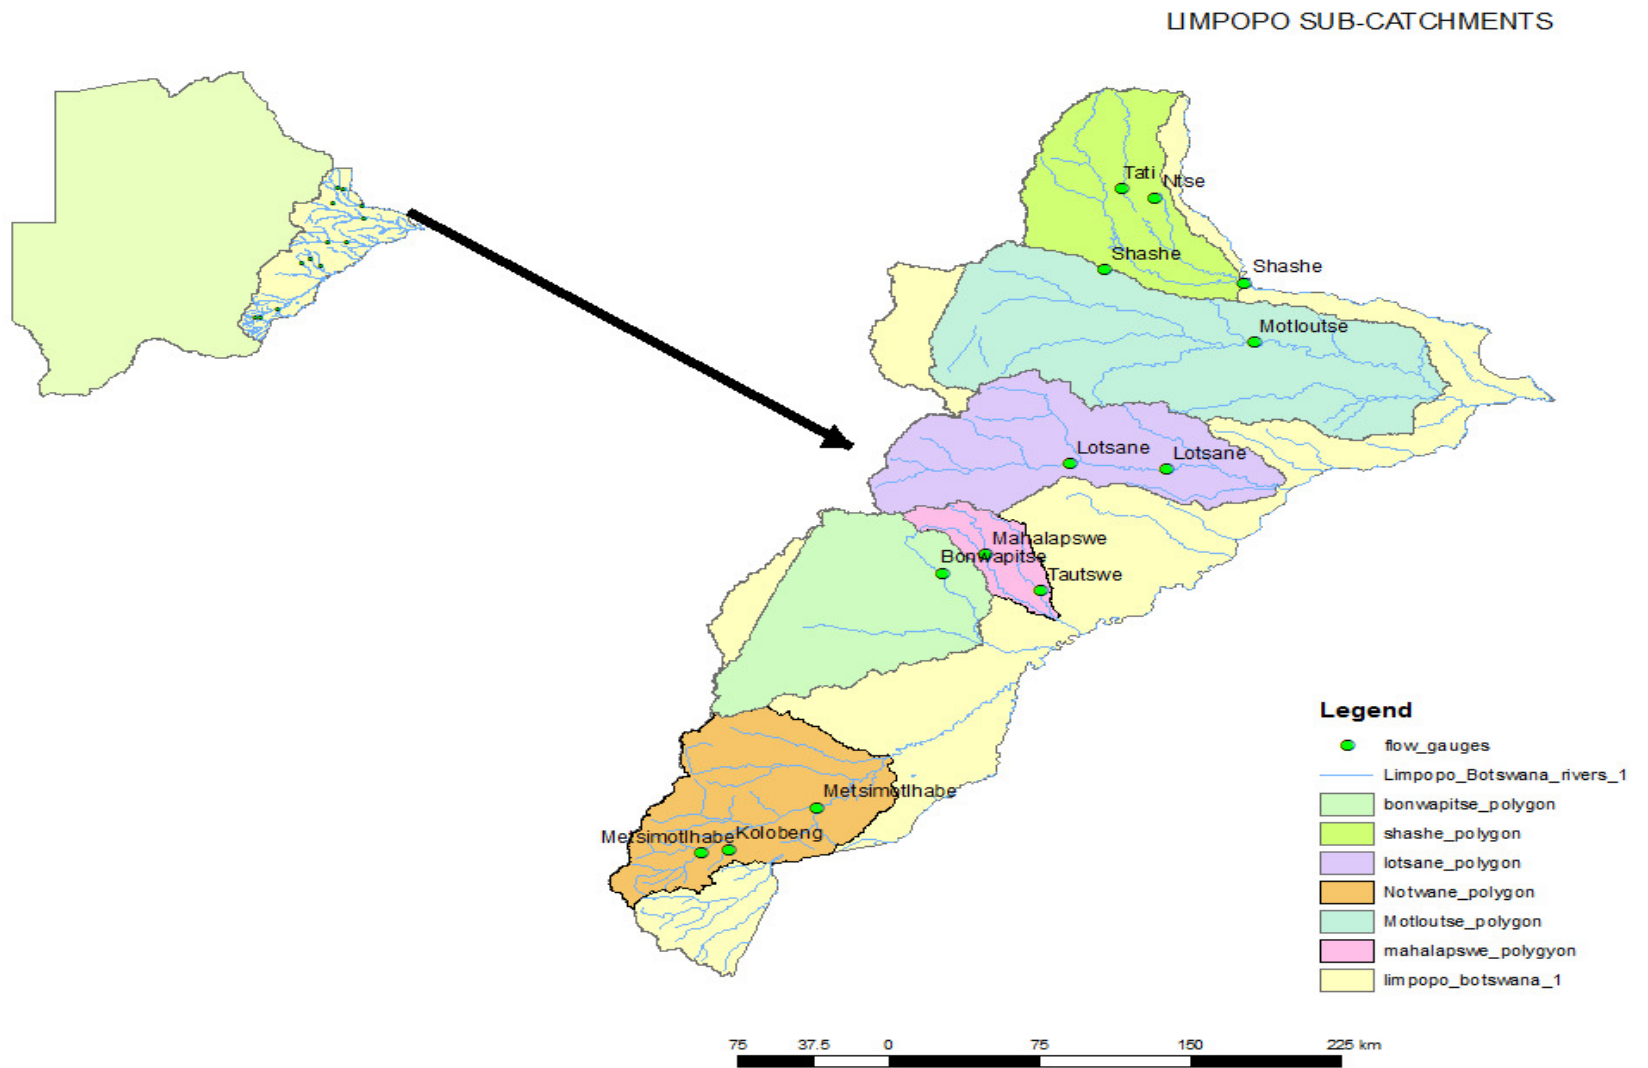 LIMPOPO SUB-CATCHMENTS
Tati
Ntse
Shashe
Shashe
Motloutse
Lotsane
Lotsane
Mahalapswe
Bonwapitse
Tautswe
Metsimotlhabe
Metsimotlhabe
Kolobeng
Legend
flow_gauges
Limpopo_Botswana_rivers_1
bonwapitse_polygon
shashe_polygon
lotsane_polygon
Notwane_polygon
Motloutse_polygon
mahalapswe_polygyon
limpopo_botswana_1
75 37.5 0 75 150 225 km